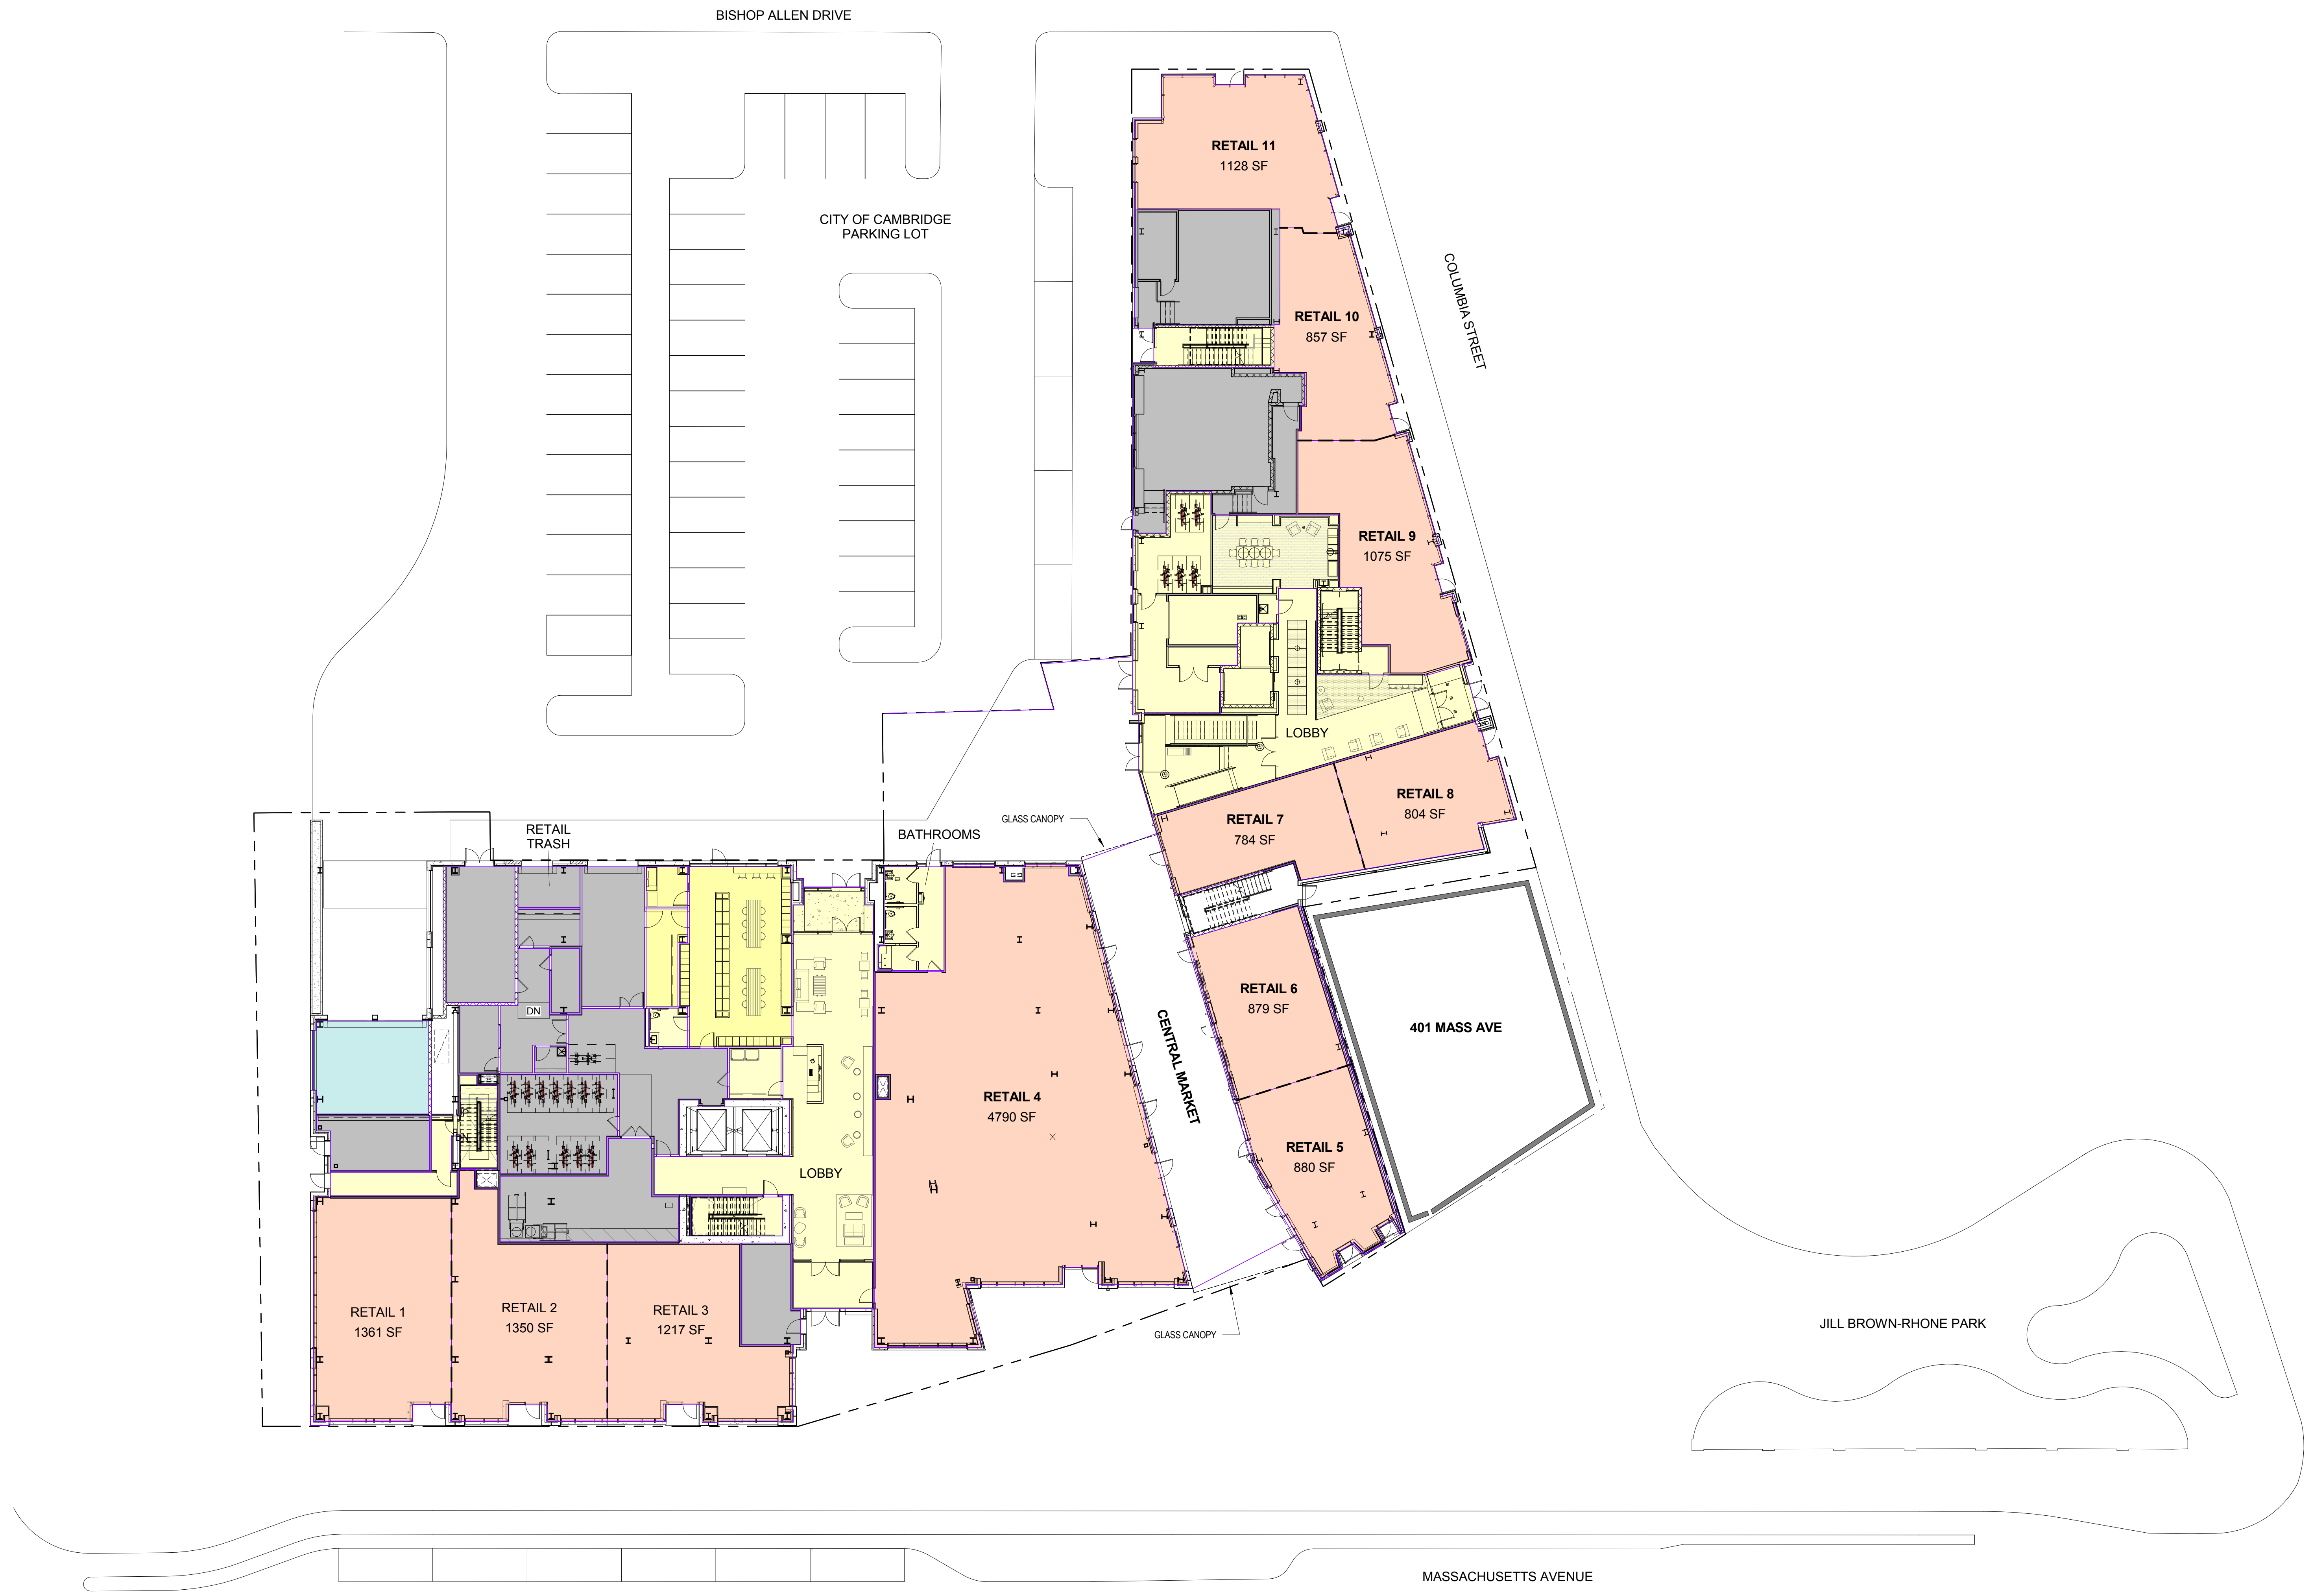 BISHOP ALLEN DRIVE
RETAIL 11
1128 SF
CITY OF CAMBRIDGE
PARKING LOT
COLUMBIA STREET
RETAIL 10
857 SF
RETAIL 9
1075 SF
LOBBY
RETAIL 8
804 SF
RETAIL 7
784 SF
GLASS CANOPY
RETAIL
TRASH
BATHROOMS
RETAIL 6
879 SF
DN
401 MASS AVE
CENTRAL MARKET
RETAIL 4
4790 SF
RETAIL 5
880 SF
LOBBY
RETAIL 1
1361 SF
RETAIL 2
1350 SF
RETAIL 3
1217 SF
GLASS CANOPY
JILL BROWN-RHONE PARK
MASSACHUSETTS AVENUE